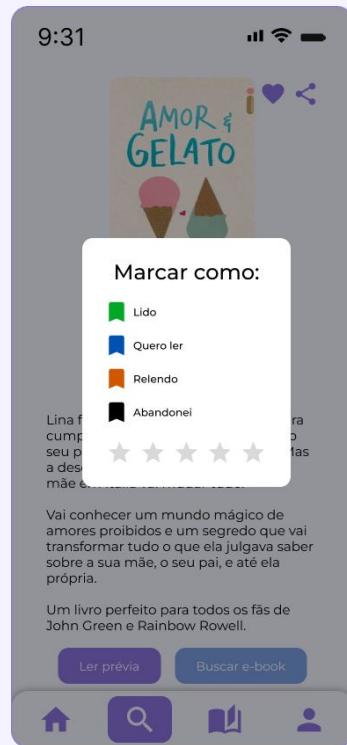 9:31
AMOR &
GELATO
Marcar como:
Lido
Quero ler
Relendo
Abandonei
Lina
ra
cump
o
seu p
Mas
a des
mãe
Vai conhecer um mundo mágico de
amores proibidos e um segredo que vai
transformar tudo o que ela julgava saber
sobre a sua mãe, o seu pai, e até ela
própria.
Um livro perfeito para todos os fãs de
John Green e Rainbow Rowell.
Ler prévia
Buscar e-book